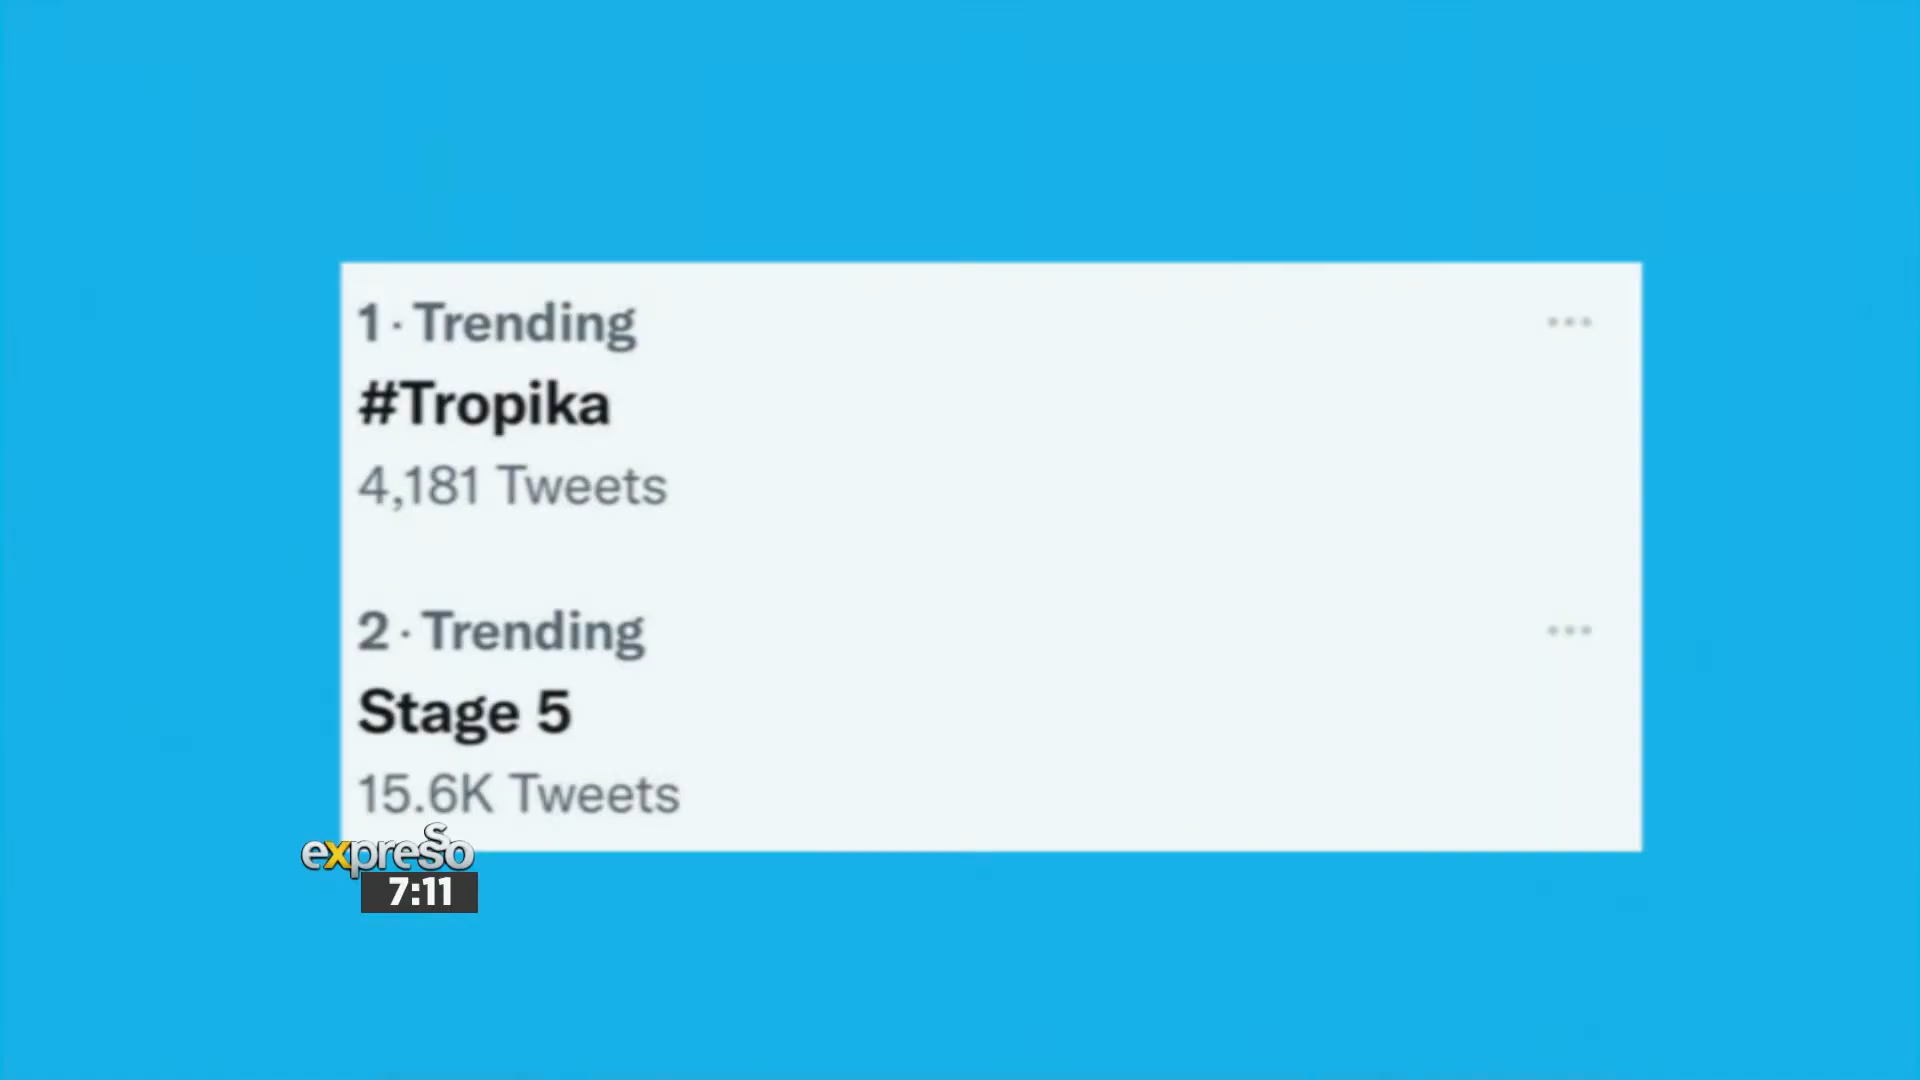 1 · Trending
#Tropika
4,181 Tweets
2 · Trending
Stage 5
15.6K Tweets
expresso
7:11